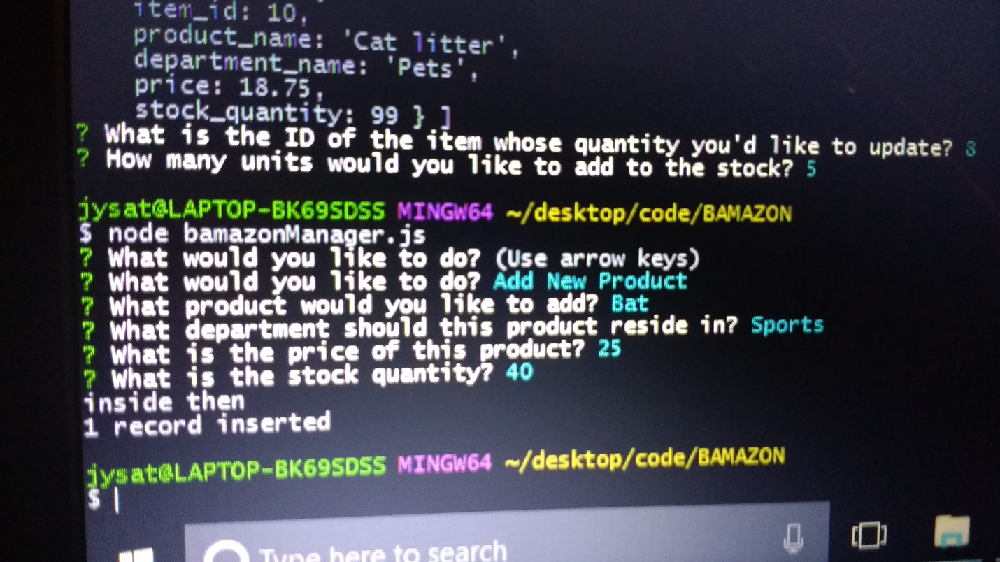 item_id: 10,
product_name: 'Cat litter',
department_name: 'Pets',
price: 18.75,
stock_quantity: 99 } ]
? What is the ID of the item whose quantity you'd like to update? 8
? How many units would you like to add to the stock? 5
jysat@LAPTOP-BK69SDSS MINGW64 ~/desktop/code/BAMAZON
$ node bamazonManager.js
? What would you like to do? (Use arrow keys)
? What would you like to do? Add New Product
? What product would you like to add? Bat
? What department should this product reside in? Sports
? What is the price of this product? 25
? What is the stock quantity? 40
inside then
1 record inserted
jysat@LAPTOP-BK69SDSS MINGW64 ~/desktop/code/BAMAZON
$
Type here to search